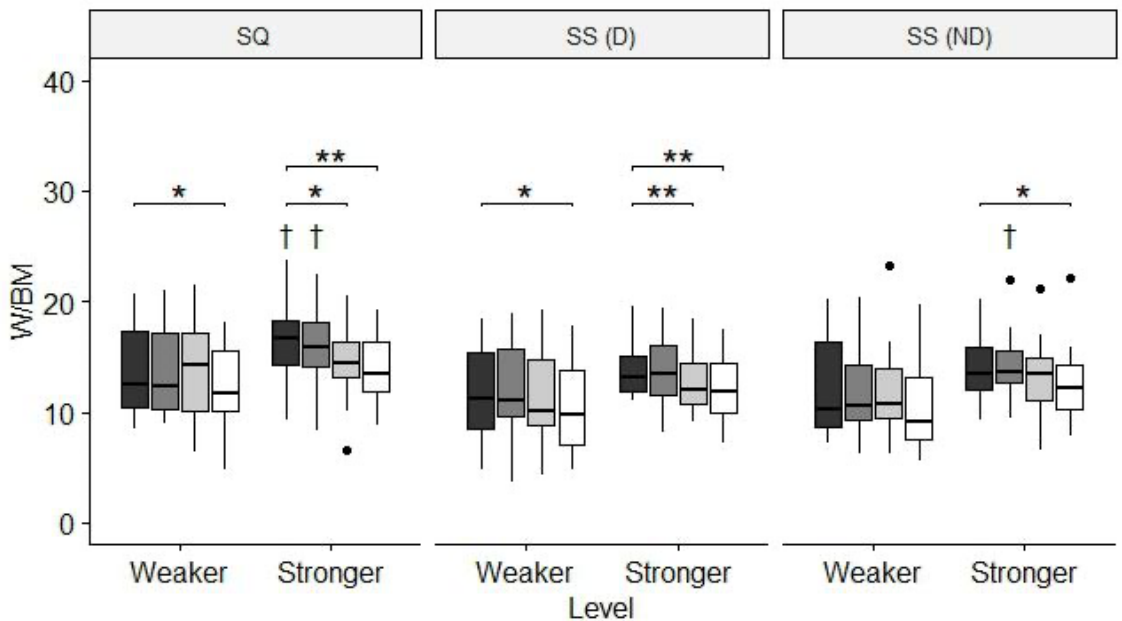 SQ SS (D) SS (ND)
40
** **
30 * * * ** *
† † †
W/BM
20
10
0
Weaker Stronger Weaker Stronger Weaker Stronger
Level